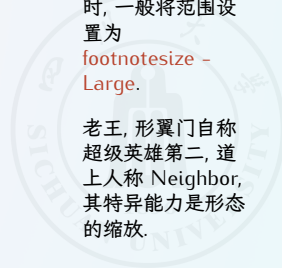 时, 一般将范围设
置为
footnotesize -
Large.
老王, 形翼门自称
超级英雄第二, 道
上人称 Neighbor,
其特异能力是形态
的缩放.